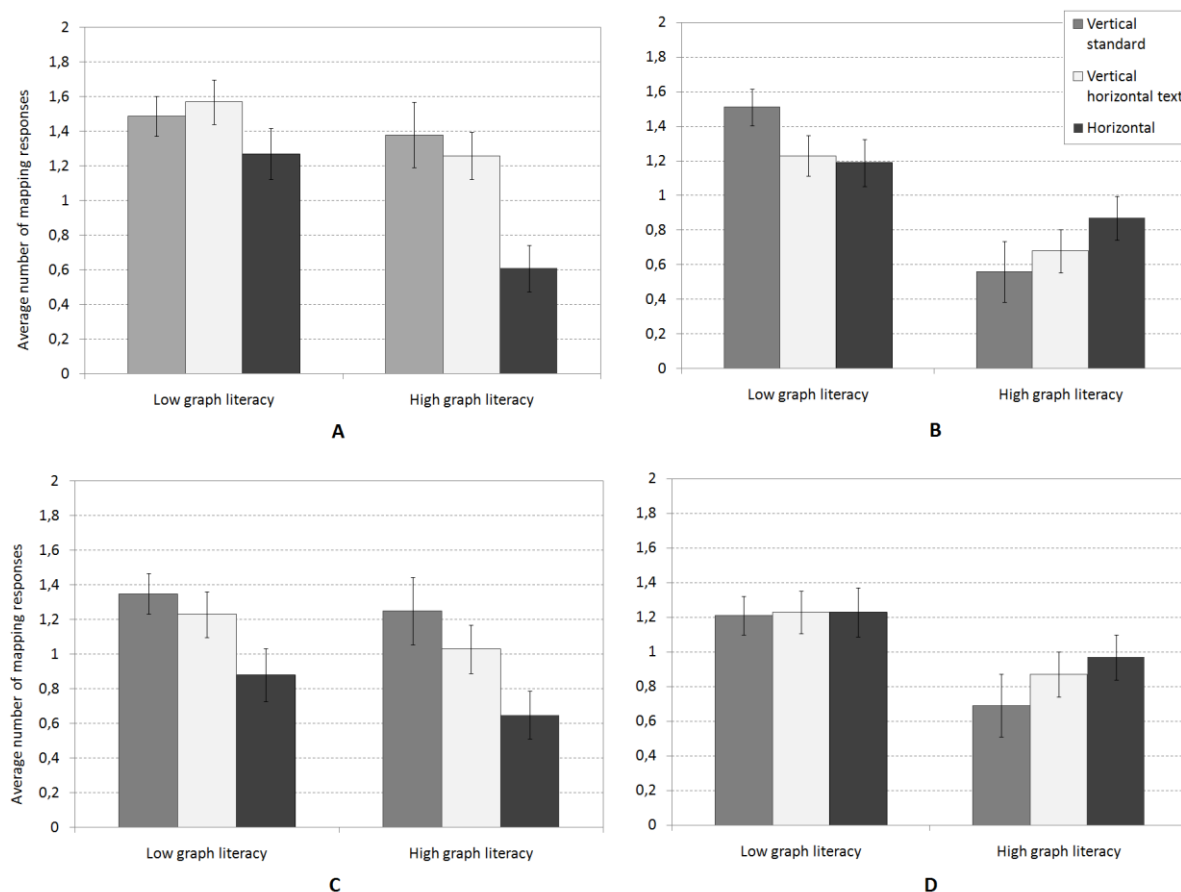 Average number of mapping responses
2
1,8
1,6
1,4
1,2
1
0,8
0,6
0,4
0,2
0
Low graph literacy
High graph literacy
A
2
1,8
1,6
1,4
1,2
1
0,8
0,6
0,4
0,2
0
Vertical
standard
Vertical
horizontal text
Horizontal
Low graph literacy
High graph literacy
B
Average number of mapping responses
2
1,8
1,6
1,4
1,2
1
0,8
0,6
0,4
0,2
0
Low graph literacy
High graph literacy
C
2
1,8
1,6
1,4
1,2
1
0,8
0,6
0,4
0,2
0
Low graph literacy
High graph literacy
D